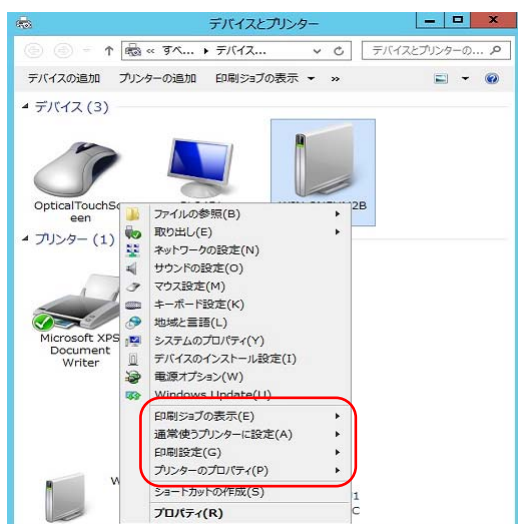 デバイスとプリンター
« すべ... ▸ デバイス...
デバイスとプリンターの...
デバイスの追加 プリンターの追加 印刷ジョブの表示 »
デバイス (3)
OpticalTouchSc
een
2B
プリンター (1)
Microsoft XPS
Document
Writer
ファイルの参照(B)
取り出し(E)
ネットワークの設定(N)
サウンドの設定(O)
マウス設定(M)
キーボード設定(K)
地域と言語(L)
システムのプロパティ(Y)
デバイスのインストール設定(I)
電源オプション(W)
Windows Update(U)
印刷ジョブの表示(E)
通常使うプリンターに設定(A)
印刷設定(G)
プリンターのプロパティ(P)
ショートカットの作成(S)
プロパティ(R)
W
1
C